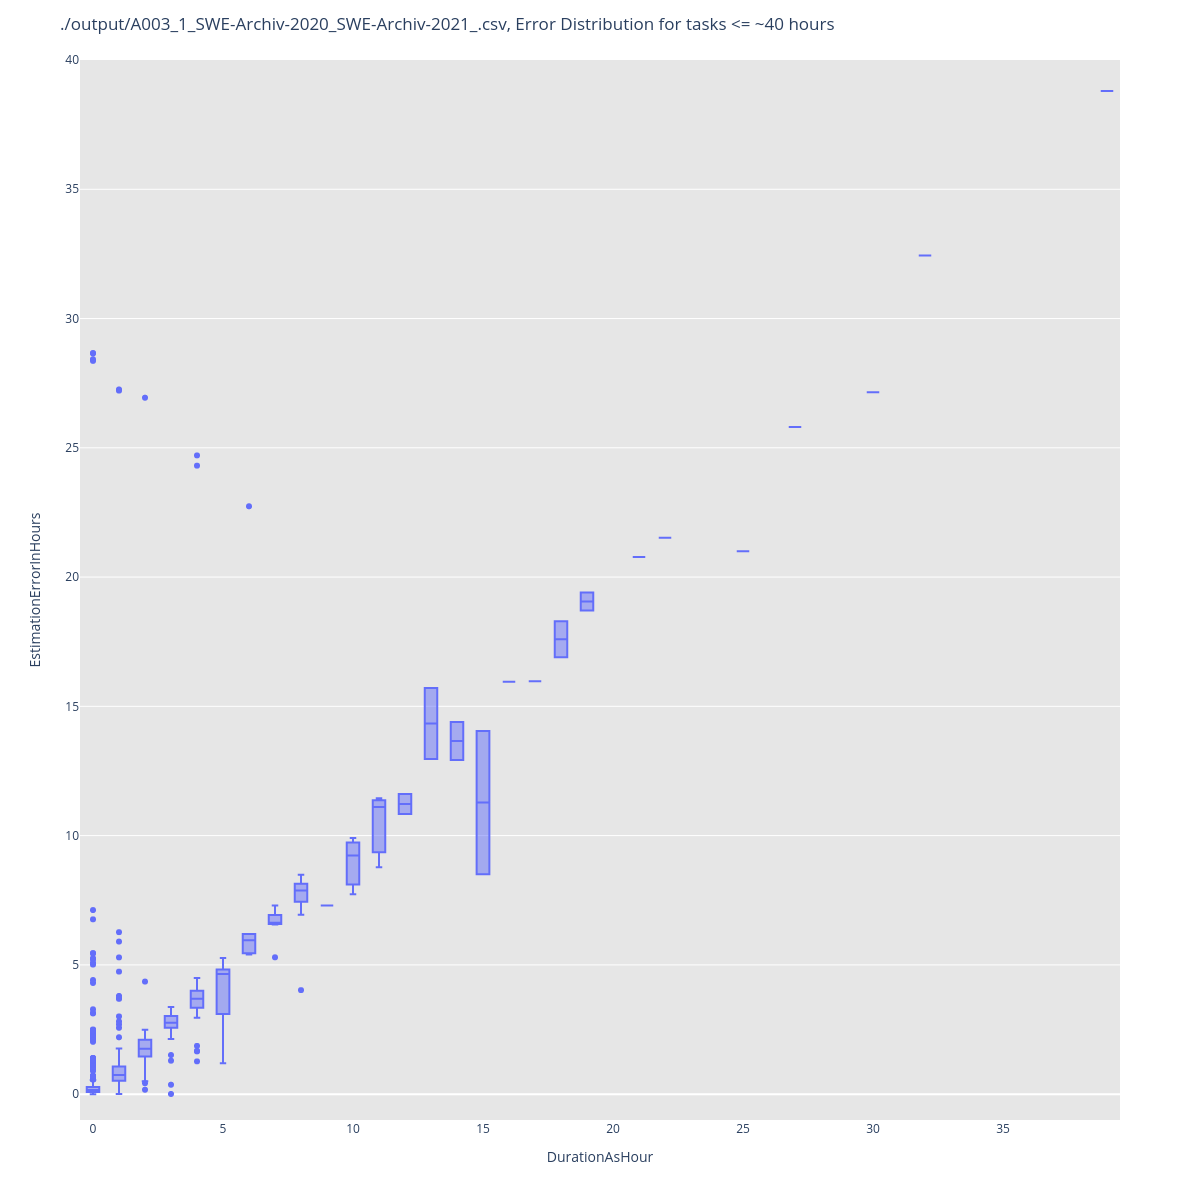 ./output/A003_1_SWE-Archiv-2020_SWE-Archiv-2021_.csv, Error Distribution for tasks <= ~40 hours
40
35
30
25
20
15
10
5
0
EstimationErrorInHours
0 5 10 15 20 25 30 35
DurationAsHour